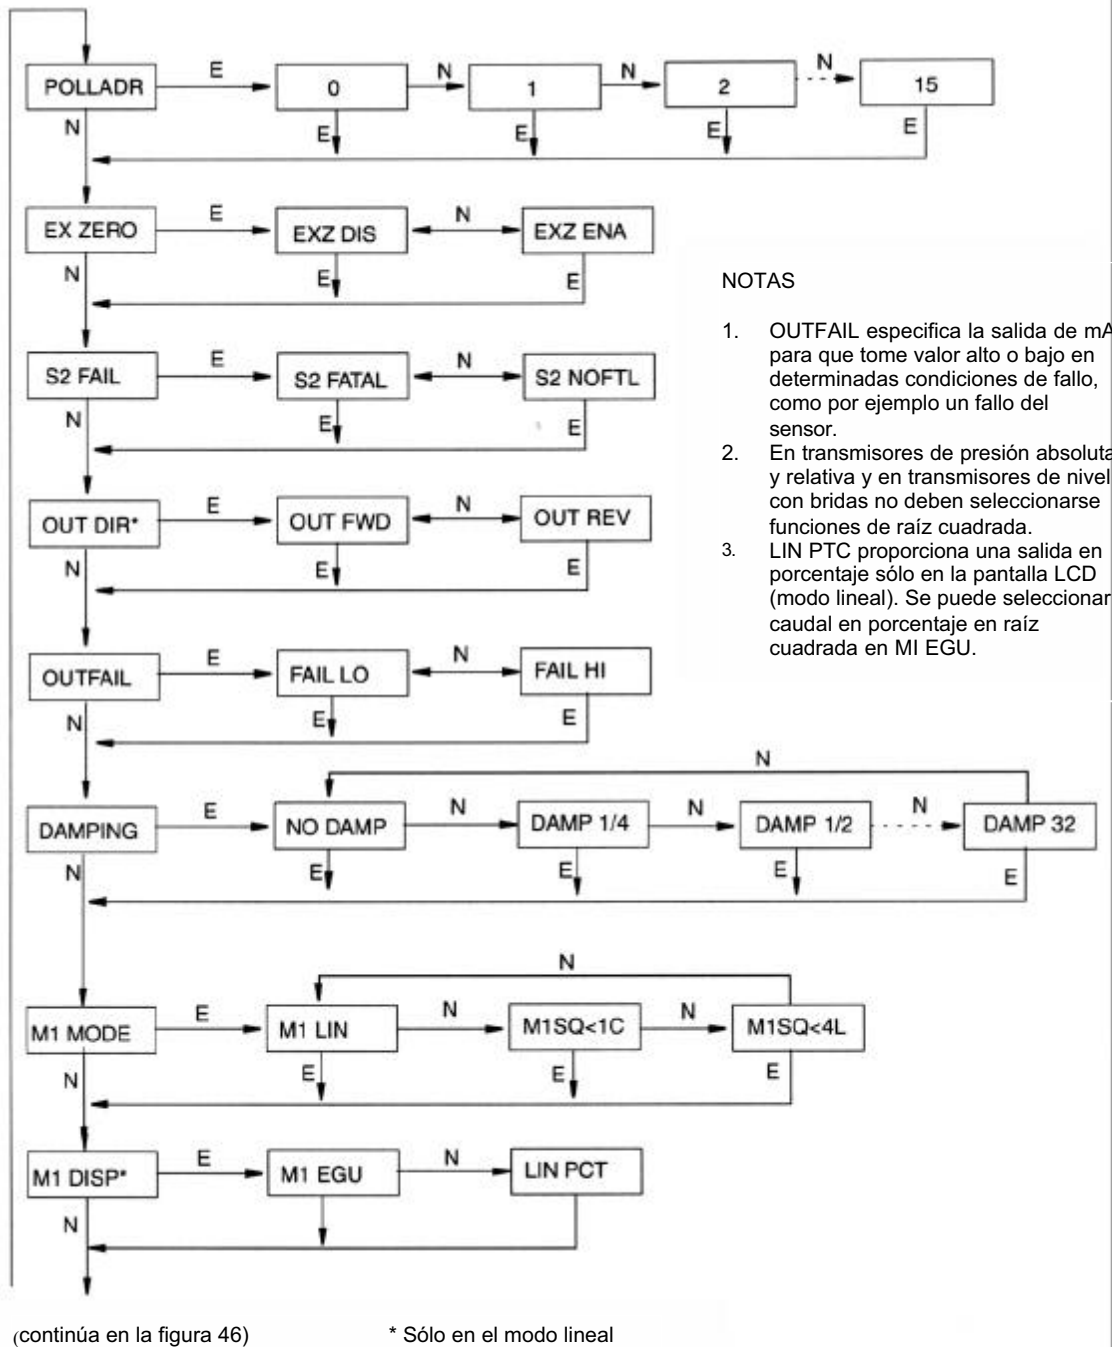 E N N
POLLADR 0 1 2 15
N E E E E
E N
EX ZERO EXZ DIS EXZ ENA
N E E
E N
S2 FAIL S2 FATAL S2 NOFTL
N E E
E N
OUT DIR* OUT FWD OUT REV
N E E
E N
OUTFAIL FAIL LO FAIL HI
N E E
N
E N N N
DAMPING NO DAMP DAMP 1/4 DAMP 1/2 DAMP 32
N E E E E
N
E N N
M1 MODE M1 LIN M1SQ<1C M1SQ<4L
N E E E
E N
M1 DISP* M1 EGU LIN PCT
N
NOTAS
1. OUTFAIL especifica la salida de mA
para que tome valor alto o bajo en
determinadas condiciones de fallo,
como por ejemplo un fallo del
sensor.
2. En transmisores de presión absoluta
y relativa y en transmisores de nivel
con bridas no deben seleccionarse
funciones de raíz cuadrada.
3. LIN PTC proporciona una salida en
porcentaje sólo en la pantalla LCD
(modo lineal). Se puede seleccionar
caudal en porcentaje en raíz
cuadrada en MI EGU.
(continúa en la figura 46) * Sólo en el modo lineal